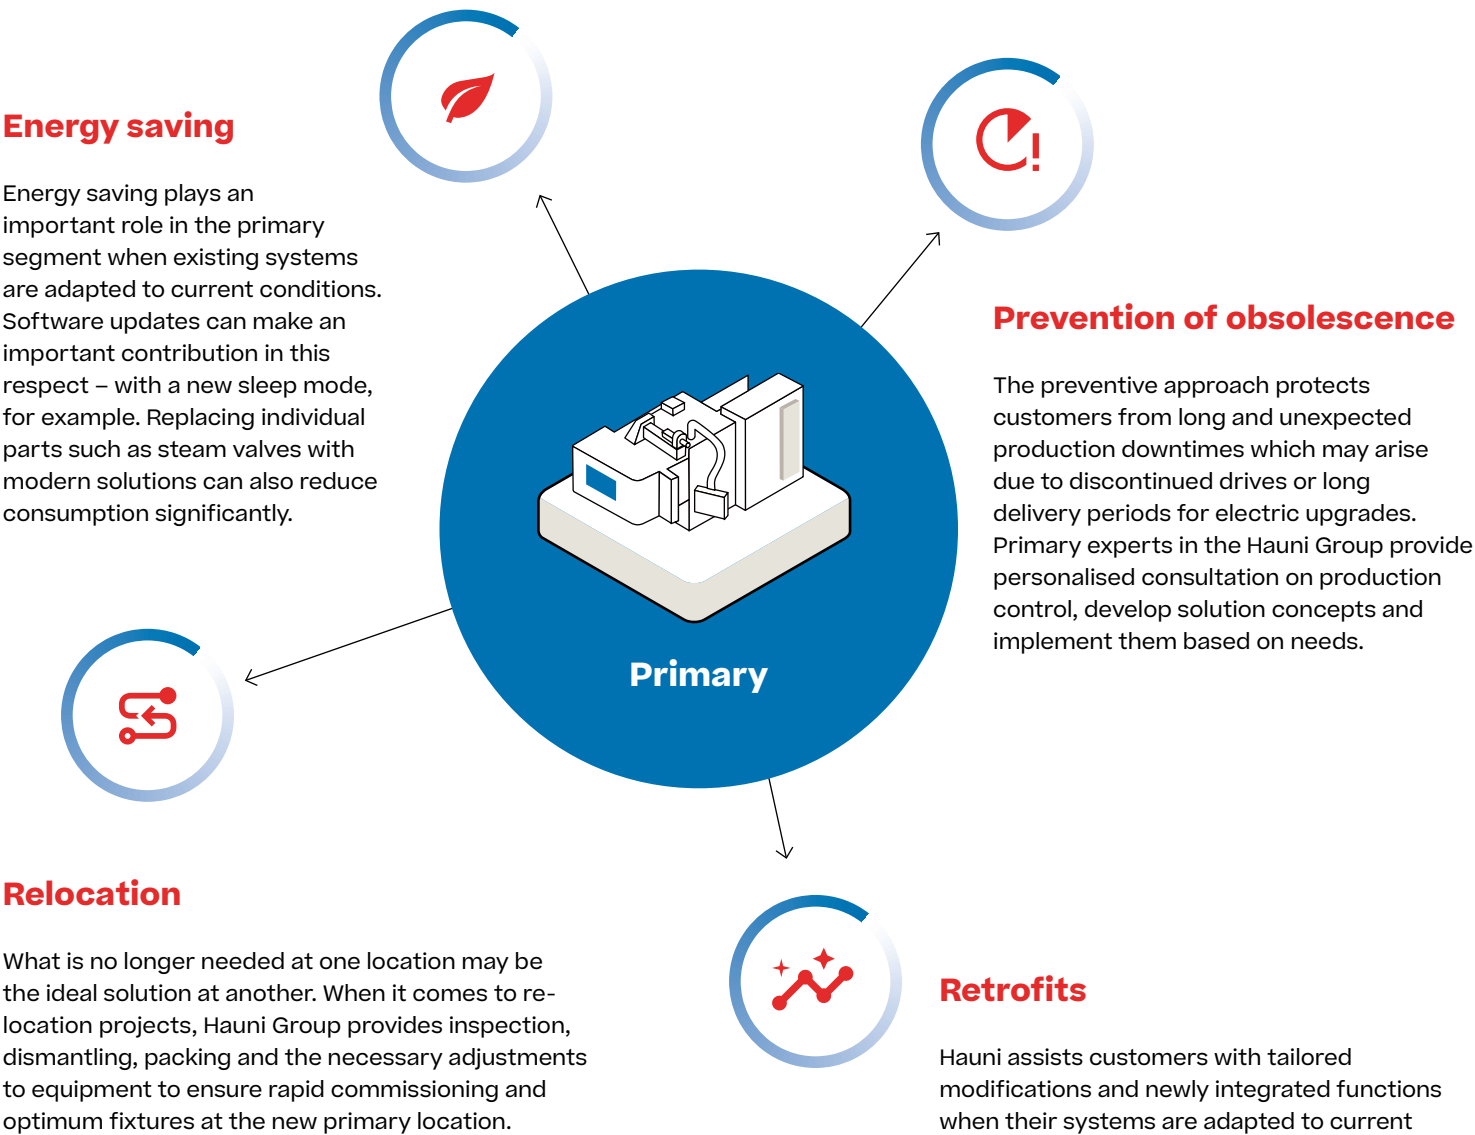 Energy saving
Energy saving plays an
important role in the primary
segment when existing systems
are adapted to current conditions.
Software updates can make an
important contribution in this
respect – with a new sleep mode,
for example. Replacing individual
parts such as steam valves with
modern solutions can also reduce
consumption significantly.
Prevention of obsolescence
The preventive approach protects
customers from long and unexpected
production downtimes which may arise
due to discontinued drives or long
delivery periods for electric upgrades.
Primary experts in the Hauni Group provide
personalised consultation on production
control, develop solution concepts and
implement them based on needs.
Primary
Relocation
What is no longer needed at one location may be
the ideal solution at another. When it comes to re-
location projects, Hauni Group provides inspection,
dismantling, packing and the necessary adjustments
to equipment to ensure rapid commissioning and
optimum fixtures at the new primary location.
Retrofits
Hauni assists customers with tailored
modifications and newly integrated functions
when their systems are adapted to current